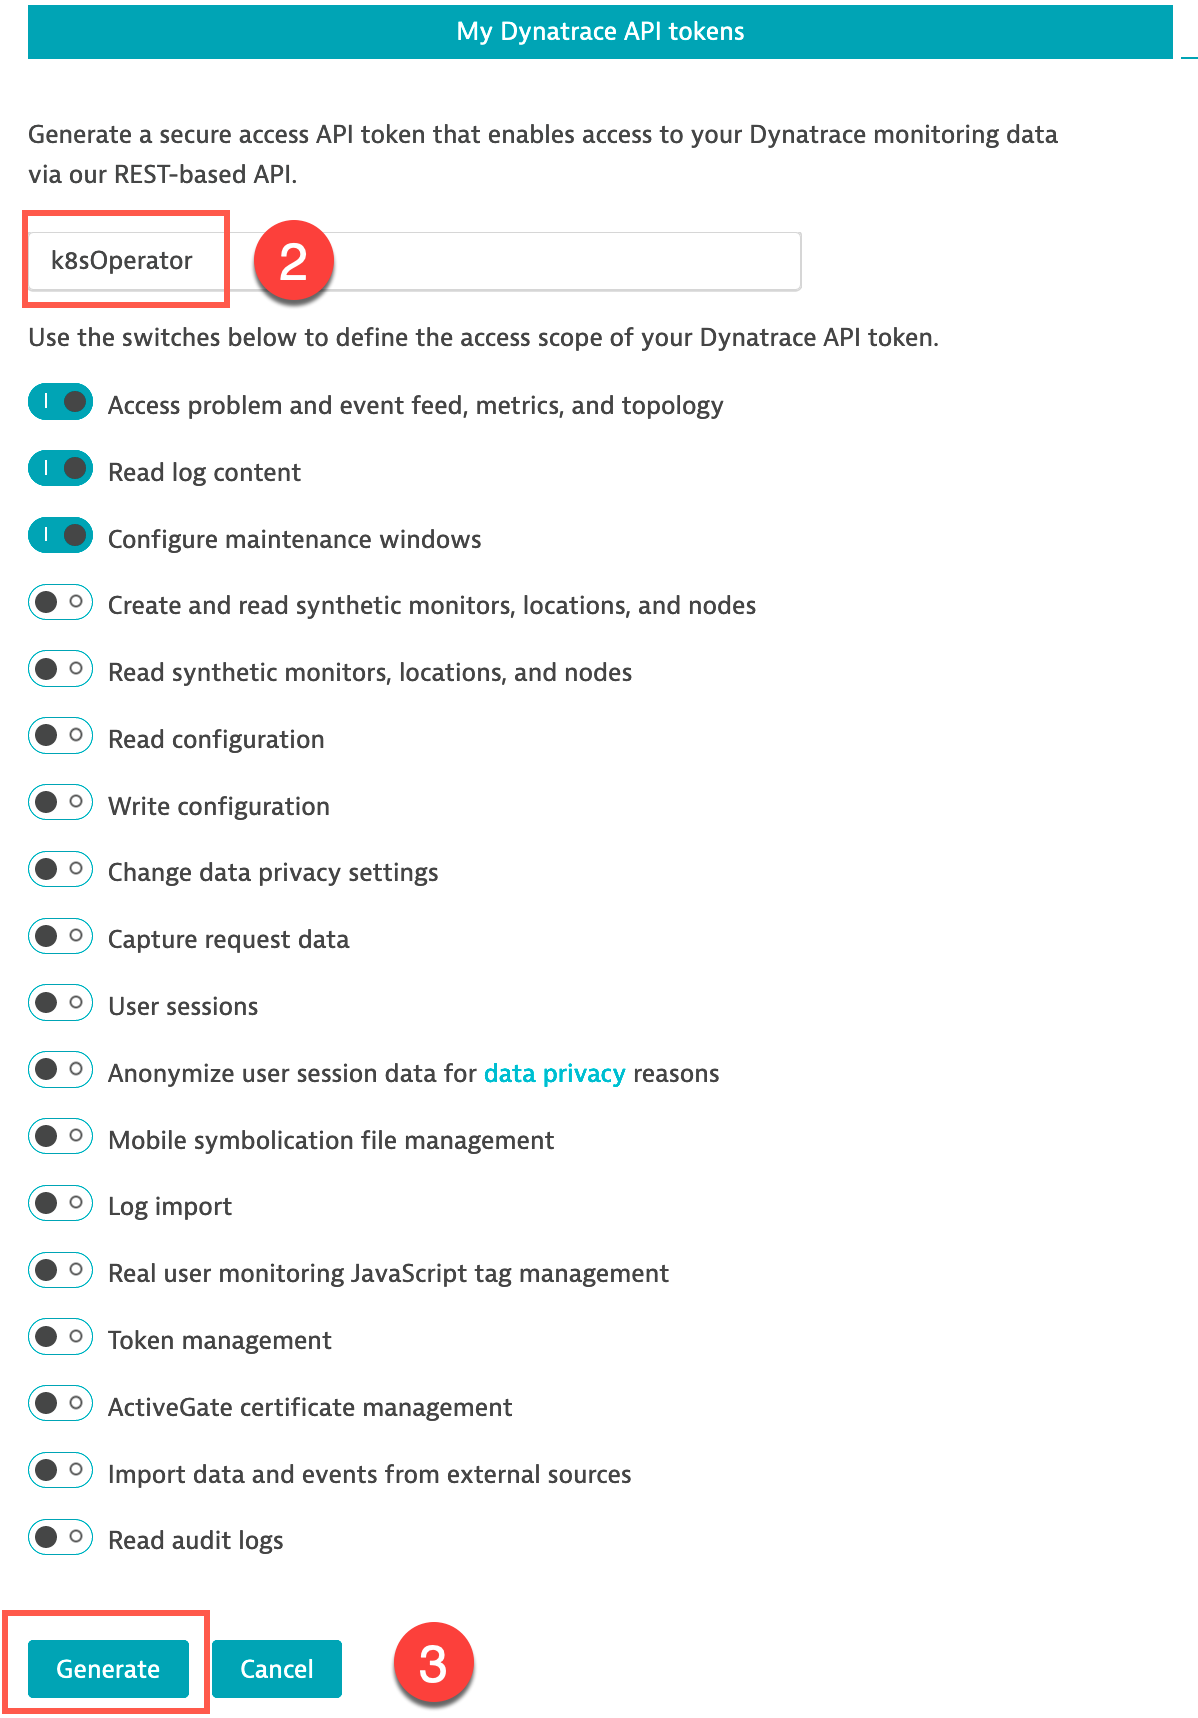 My Dynatrace API tokens
Generate a secure access API token that enables access to your Dynatrace monitoring data
via our REST-based API.
k8sOperator
2
Use the switches below to define the access scope of your Dynatrace API token.
Access problem and event feed, metrics, and topology
Read log content
Configure maintenance windows
Create and read synthetic monitors, locations, and nodes
Read synthetic monitors, locations, and nodes
Read configuration
Write configuration
Change data privacy settings
Capture request data
User sessions
Anonymize user session data for data privacy reasons
Mobile symbolication file management
Log import
Real user monitoring JavaScript tag management
Token management
ActiveGate certificate management
Import data and events from external sources
Read audit logs
Generate Cancel 3